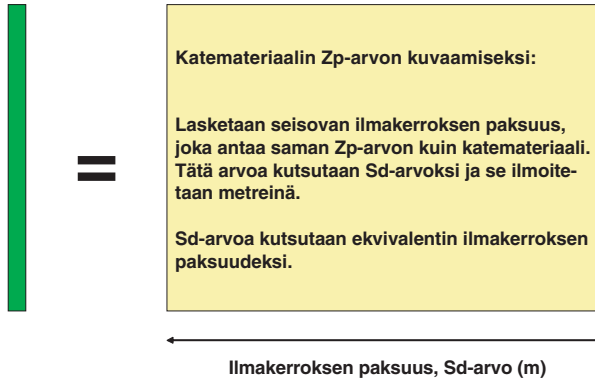 Katemateriaalin Zp-arvon kuvaamiseksi:
Lasketaan seisovan ilmakerroksen paksuus,
joka antaa saman Zp-arvon kuin katemateriaali.
Tätä arvoa kutsutaan Sd-arvoksi ja se ilmoite-
taan metreinä.
Sd-arvoa kutsutaan ekvivalentin ilmakerroksen
paksuudeksi.
=
Ilmakerroksen paksuus, Sd-arvo (m)